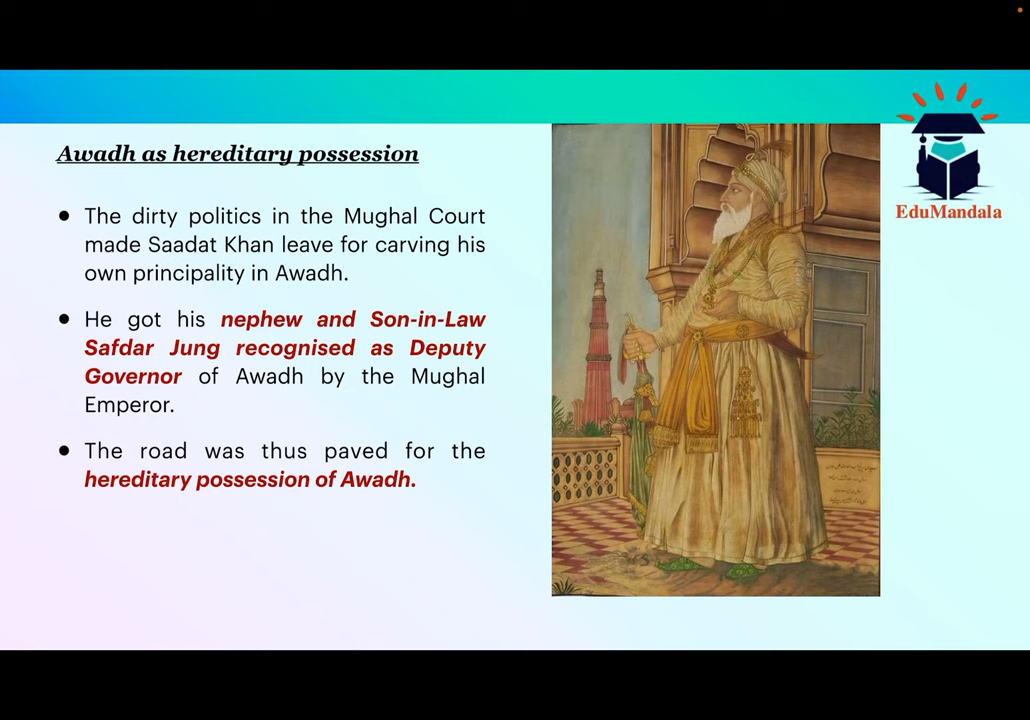 Awadh as hereditary possession
● The dirty politics in the Mughal Court
made Saadat Khan leave for carving his
own principality in Awadh.
● He got his nephew and Son-in-Law
Safdar Jung recognised as Deputy
Governor of Awadh by the Mughal
Emperor.
● The road was thus paved for the
hereditary possession of Awadh.
EduMandala